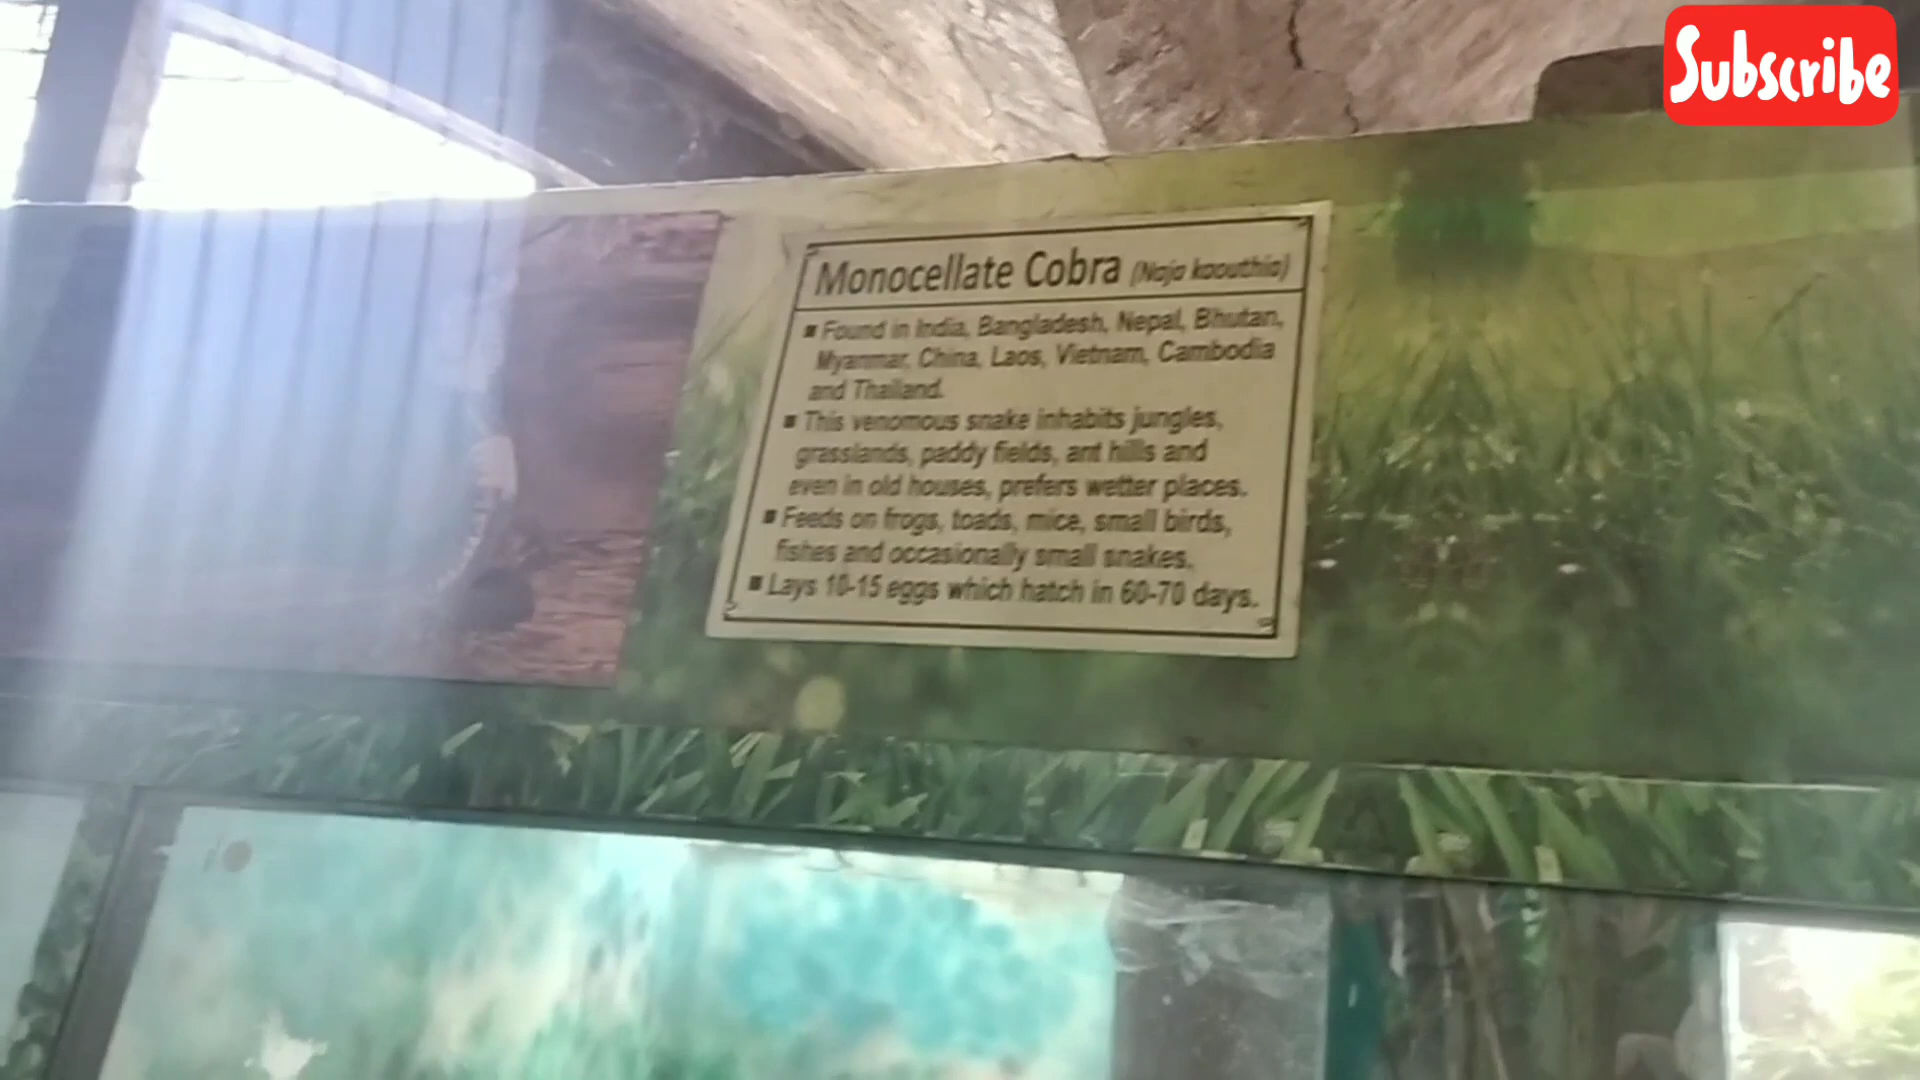 Subscribe
Monocellate Cobra (Naja kaouthia)
▪ Found in India, Bangladesh, Nepal, Bhutan,
Myanmar, China, Laos, Vietnam, Cambodia
and Thailand.
▪ This venomous snake inhabits jungles,
grasslands, paddy fields, ant hills and
even in old houses, prefers wetter places.
▪ Feeds on frogs, toads, mice, small birds,
fishes and occasionally small snakes.
▪ Lays 10-15 eggs which hatch in 60-70 days.